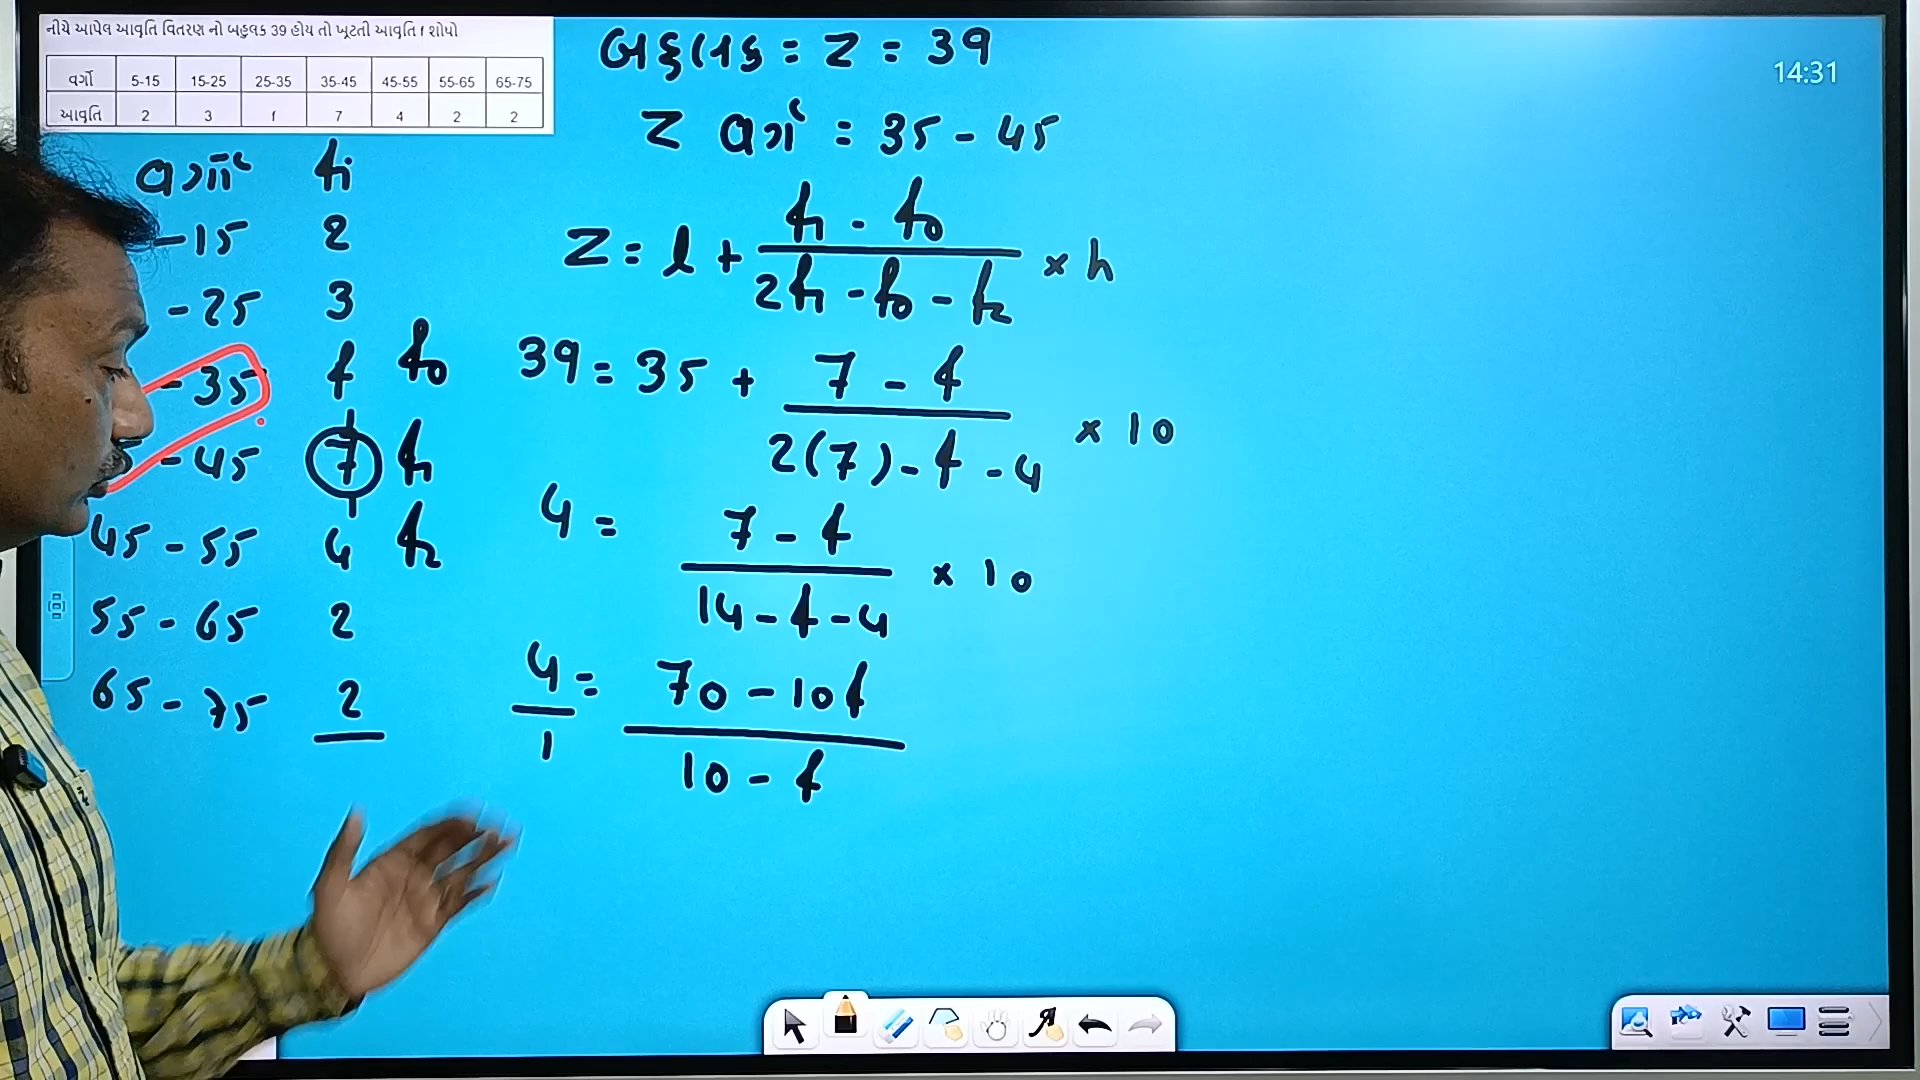 નીચે આપેલ આવૃતિ વિતરણ નો બહુલક 39 હોય તો ખૂટતી આવૃતિ f શોધો
વર્ગો 5-15 15-25 25-35 35-45 45-55 55-65 65-75
આવૃતિ 2 3 f 7 4 2 2
14:31
વર્ગ fi
-15 2
-25 3
-35 f f0
-45 7 f1
45-55 4 f2
55-65 2
65-75 2
બહુલક = Z = 39
Z વર્ગ = 35-45
Z = l + (f1 - f0) / (2f1 - f0 - f2) × h
39 = 35 + (7 - f) / (2(7) - f - 4) × 10
4 = (7 - f) / (14 - f - 4) × 10
4/1 = (70 - 10f) / (10 - f)